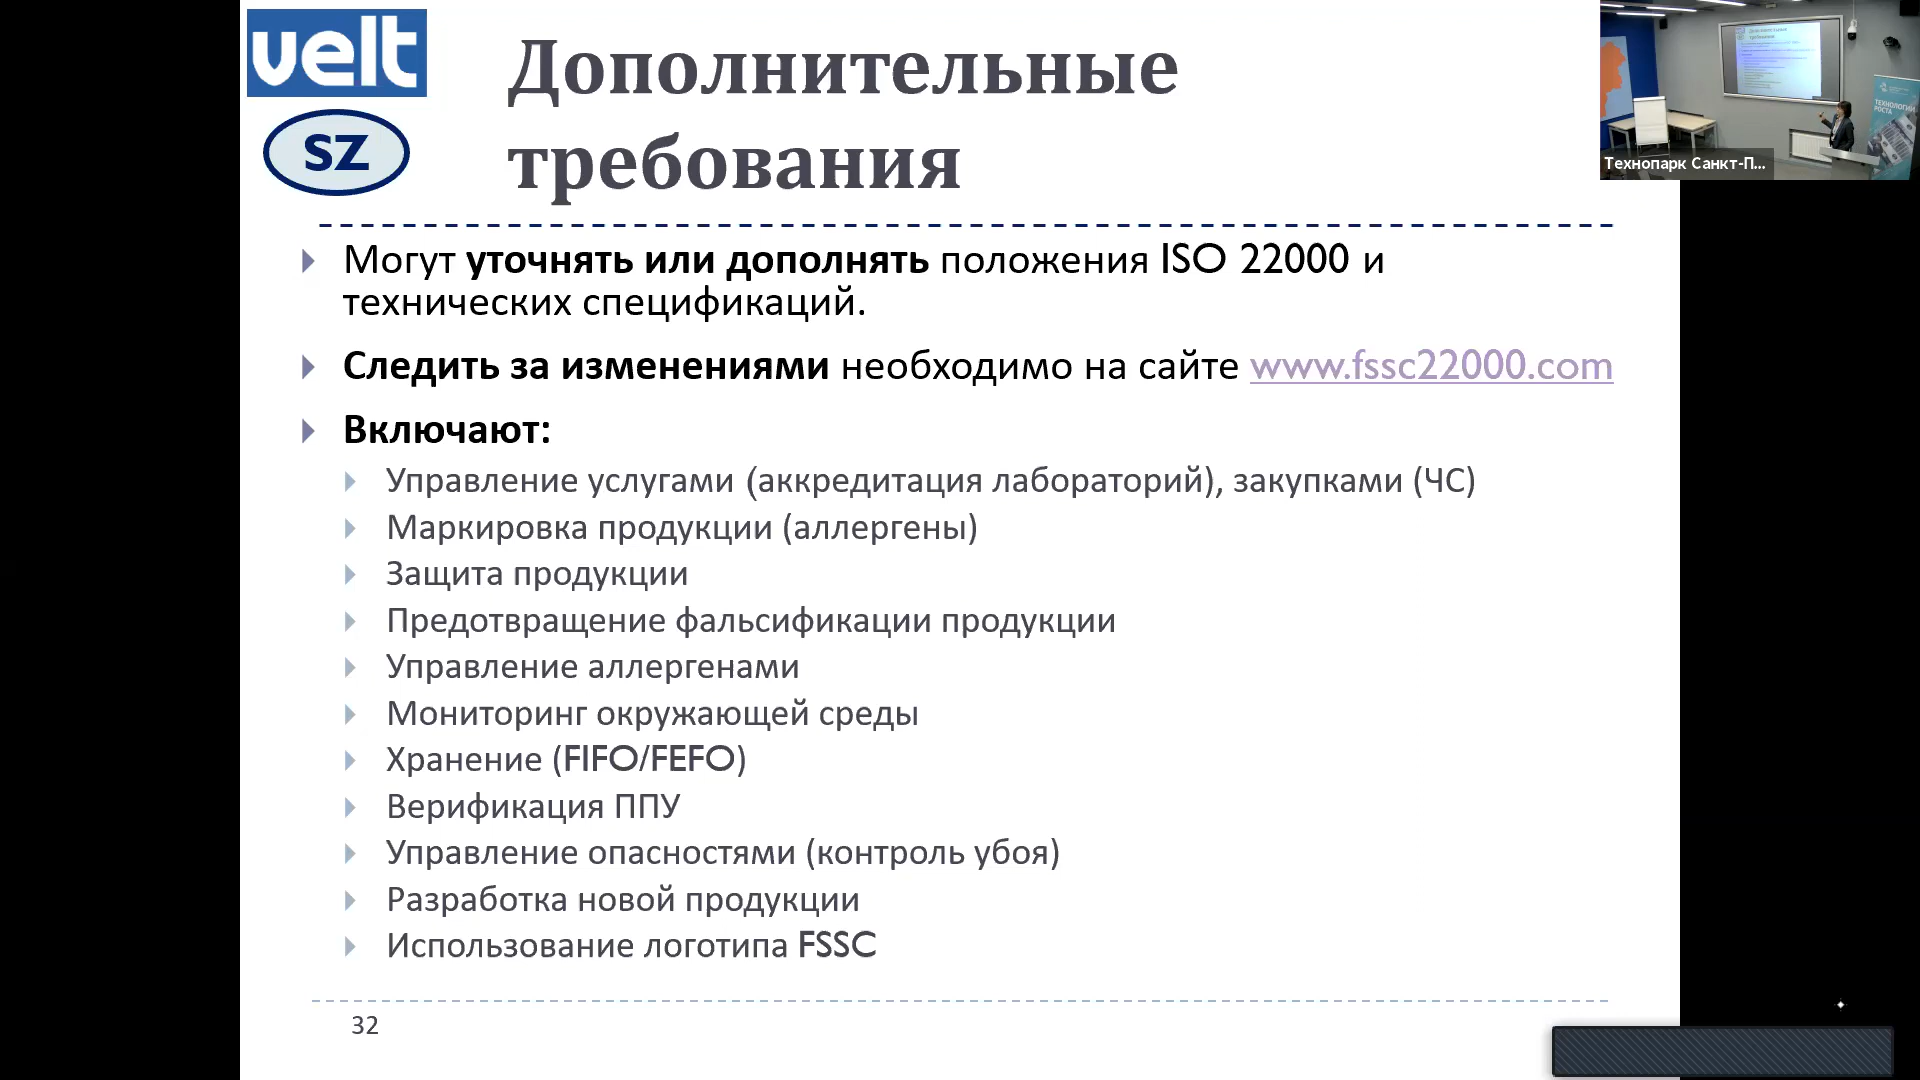 velt
SZ
Дополнительные
требования
Могут уточнять или дополнять положения ISO 22000 и
технических спецификаций.
Следить за изменениями необходимо на сайте www.fssc22000.com
Включают:
Управление услугами (аккредитация лабораторий), закупками (ЧС)
Маркировка продукции (аллергены)
Защита продукции
Предотвращение фальсификации продукции
Управление аллергенами
Мониторинг окружающей среды
Хранение (FIFO/FEFO)
Верификация ППУ
Управление опасностями (контроль убоя)
Разработка новой продукции
Использование логотипа FSSC
32
ТЕХНОЛОГИИ
РОСТА
Технопарк Санкт-П...